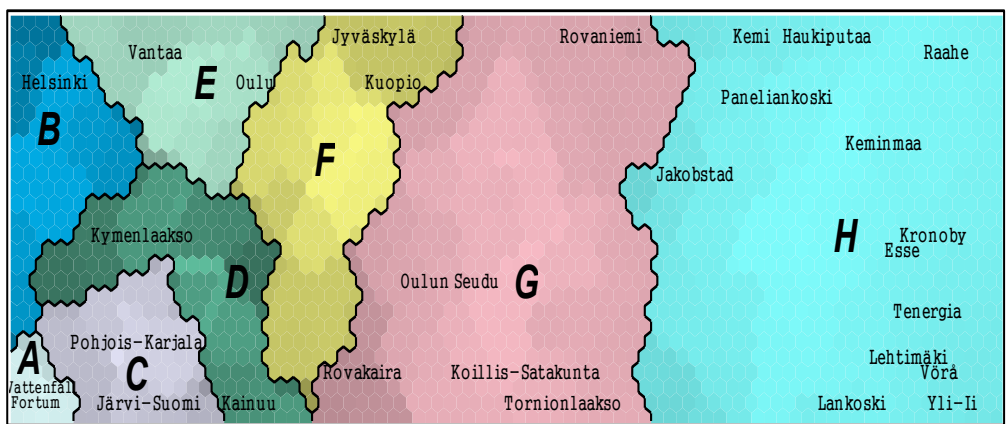 Jyväskylä Rovaniemi Kemi Haukiputaa
Vantaa Raahe
Helsinki E Oulu Kuopio
Paneliankoski
B
Keminmaa
F
Jakobstad
Kymenlaakso H Kronoby
Esse
D Oulun Seudu G
Tenergia
Pohjois-Karjala
A Lehtimäki
C Rovakaira Koillis-Satakunta Vörå
Vattenfal
Fortum Järvi-Suomi Kainuu Tornionlaakso Lankoski Yli-Ii